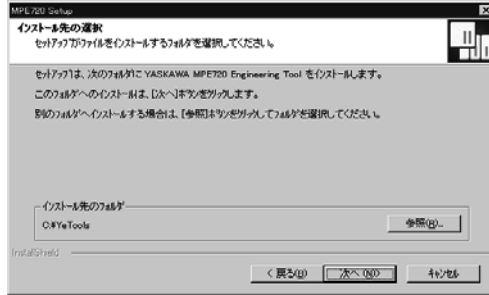 MPE720 Setup
インストール先の選択
セットアップがファイルをインストールするフォルダを選択してください。
セットアップは、次のフォルダに YASKAWA MPE720 Engineering Tool をインストールします。
このフォルダへのインストールは、[次へ]ボタンをクリックします。
別のフォルダへインストールする場合は、[参照]ボタンをクリックしてフォルダを選択してください。
インストール先のフォルダ
C:¥YeTools
参照(R)...
InstallShield
< 戻る(B)
次へ(N) >
キャンセル